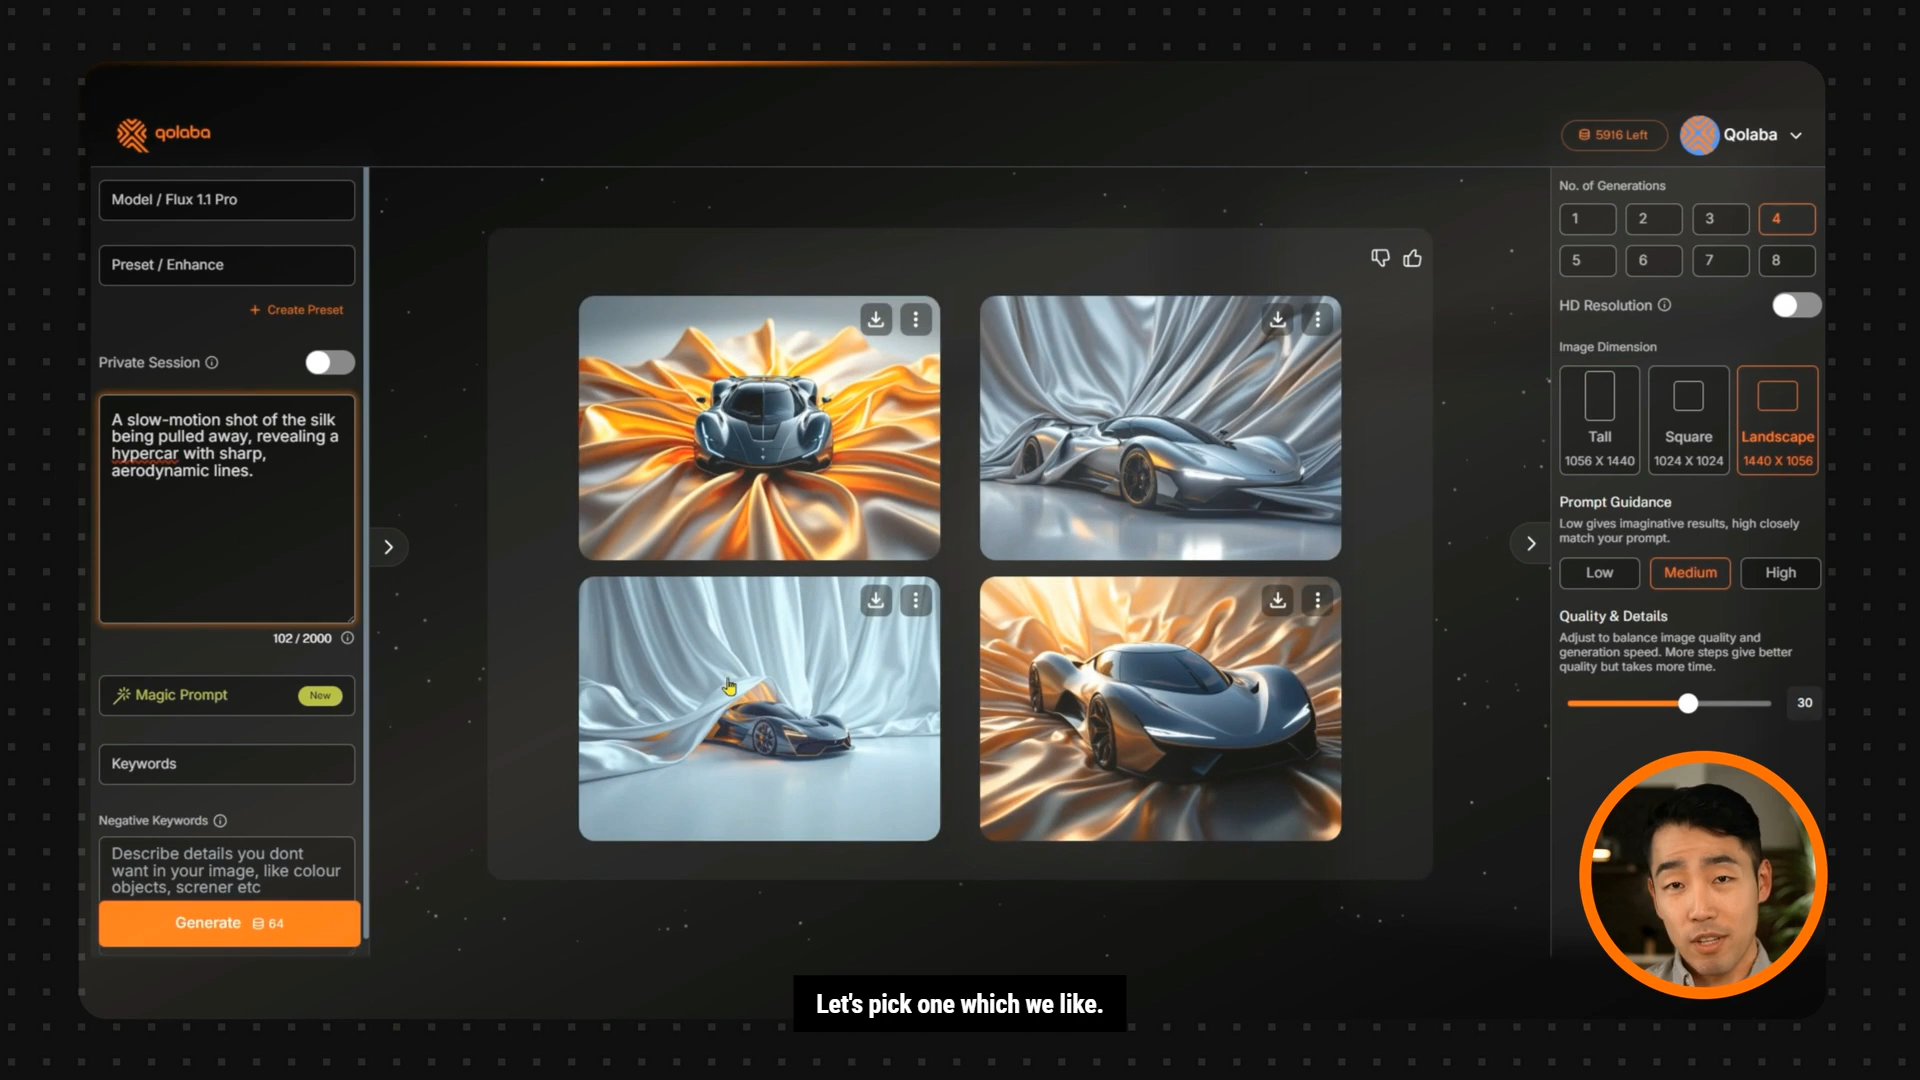 qolaba
5916 Left
Qolaba
Model / Flux 1.1 Pro
Preset / Enhance
+ Create Preset
Private Session
A slow-motion shot of the silk
being pulled away, revealing a
hypercar with sharp,
aerodynamic lines.
102 / 2000
Magic Prompt
New
Keywords
Negative Keywords
Describe details you dont
want in your image, like colour
objects, screner etc
Generate 64
No. of Generations
1 2 3 4
5 6 7 8
HD Resolution
Image Dimension
Tall
1056 X 1440
Square
1024 X 1024
Landscape
1440 X 1056
Prompt Guidance
Low gives imaginative results, high closely
match your prompt.
Low Medium High
Quality & Details
Adjust to balance image quality and
generation speed. More steps give better
quality but takes more time.
30
Let's pick one which we like.